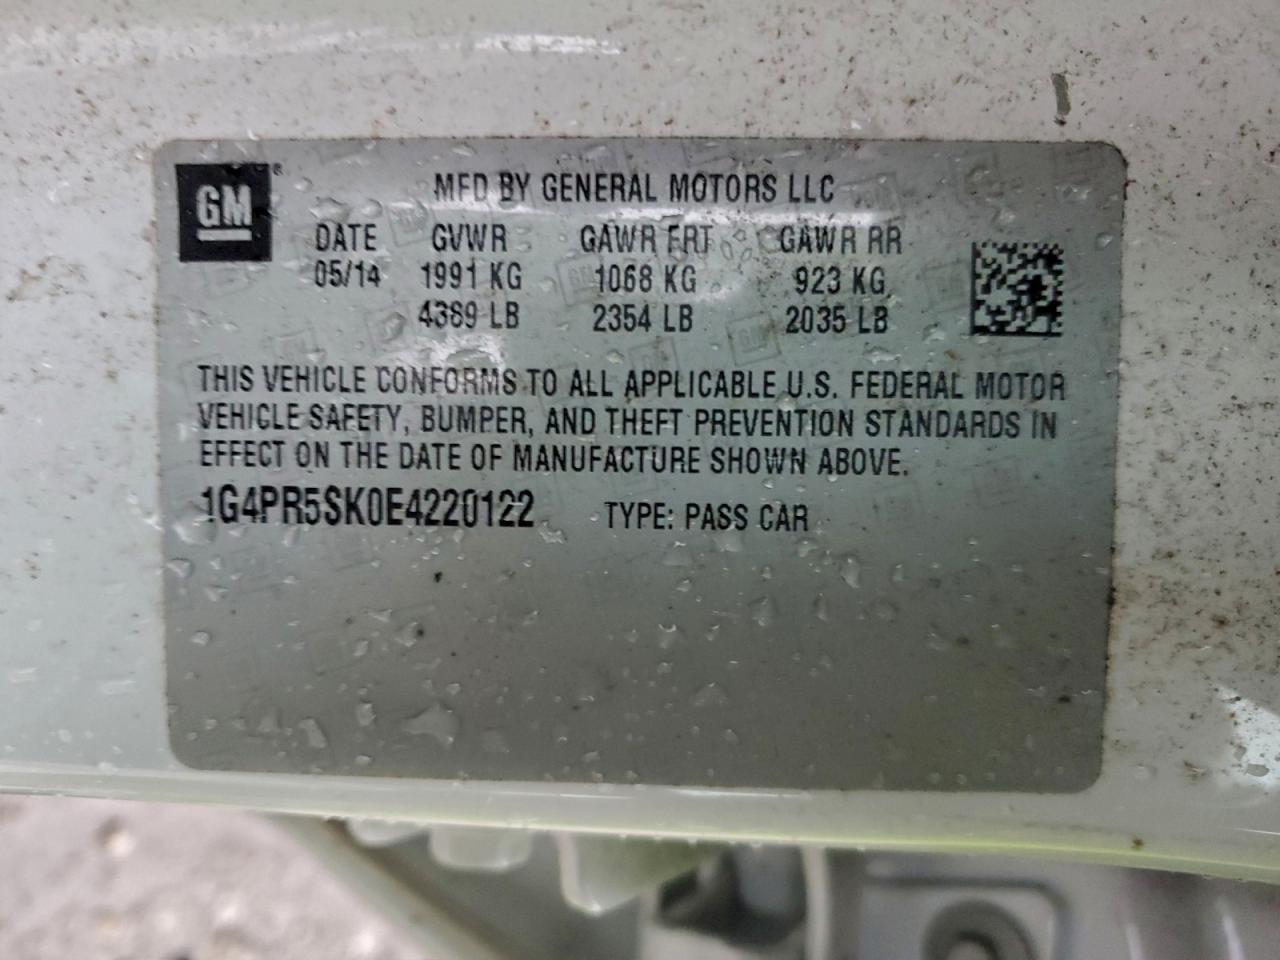 GM®
MFD BY GENERAL MOTORS LLC
DATE GVWR GAWR FRT GAWR RR
05/14 1991 KG 1068 KG 923 KG
4389 LB 2354 LB 2035 LB
THIS VEHICLE CONFORMS TO ALL APPLICABLE U.S. FEDERAL MOTOR
VEHICLE SAFETY, BUMPER, AND THEFT PREVENTION STANDARDS IN
EFFECT ON THE DATE OF MANUFACTURE SHOWN ABOVE.
1G4PR5SK0E4220122 TYPE: PASS CAR